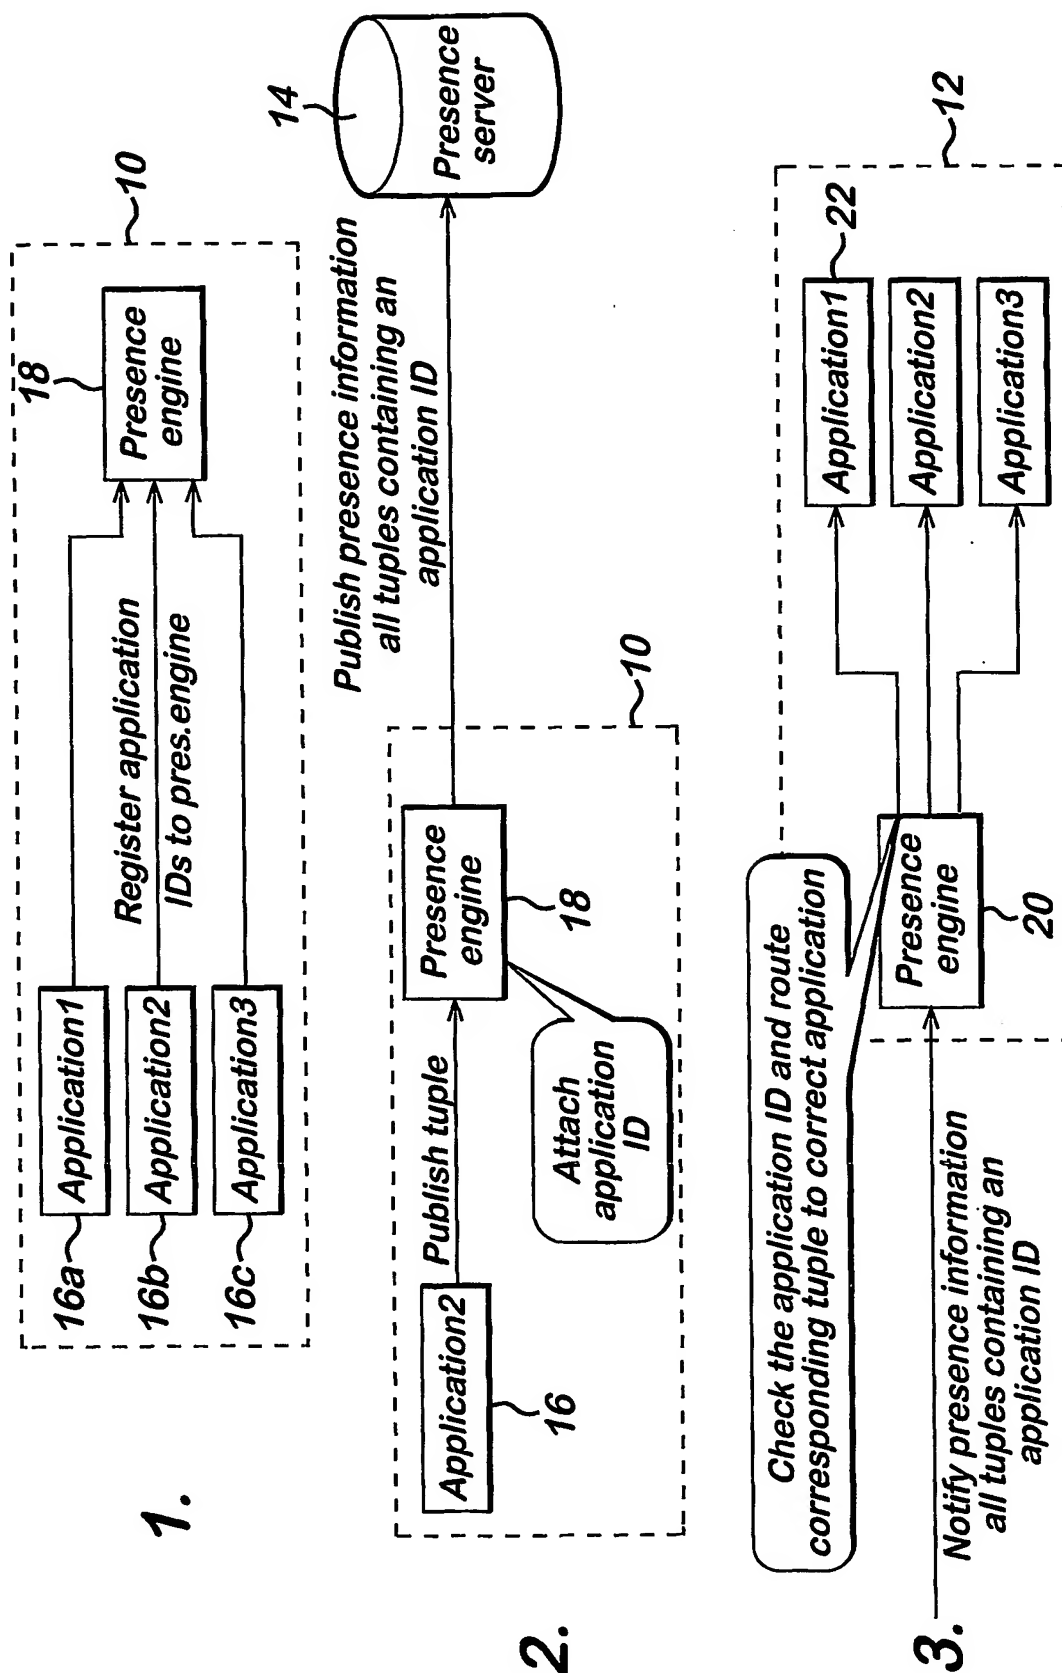 1.
10
16a
Application1
16b
Application2
16c
Application3
Register application
IDs to pres.engine
18
Presence
engine
2.
10
Application2
16
Publish tuple
Presence
engine
18
Attach
application
ID
Publish presence information
all tuples containing an
application ID
14
Presence
server
3.
12
Check the application ID and route
corresponding tuple to correct application
Notify presence information
all tuples containing an
application ID
Presence
engine
20
Application1
22
Application2
Application3